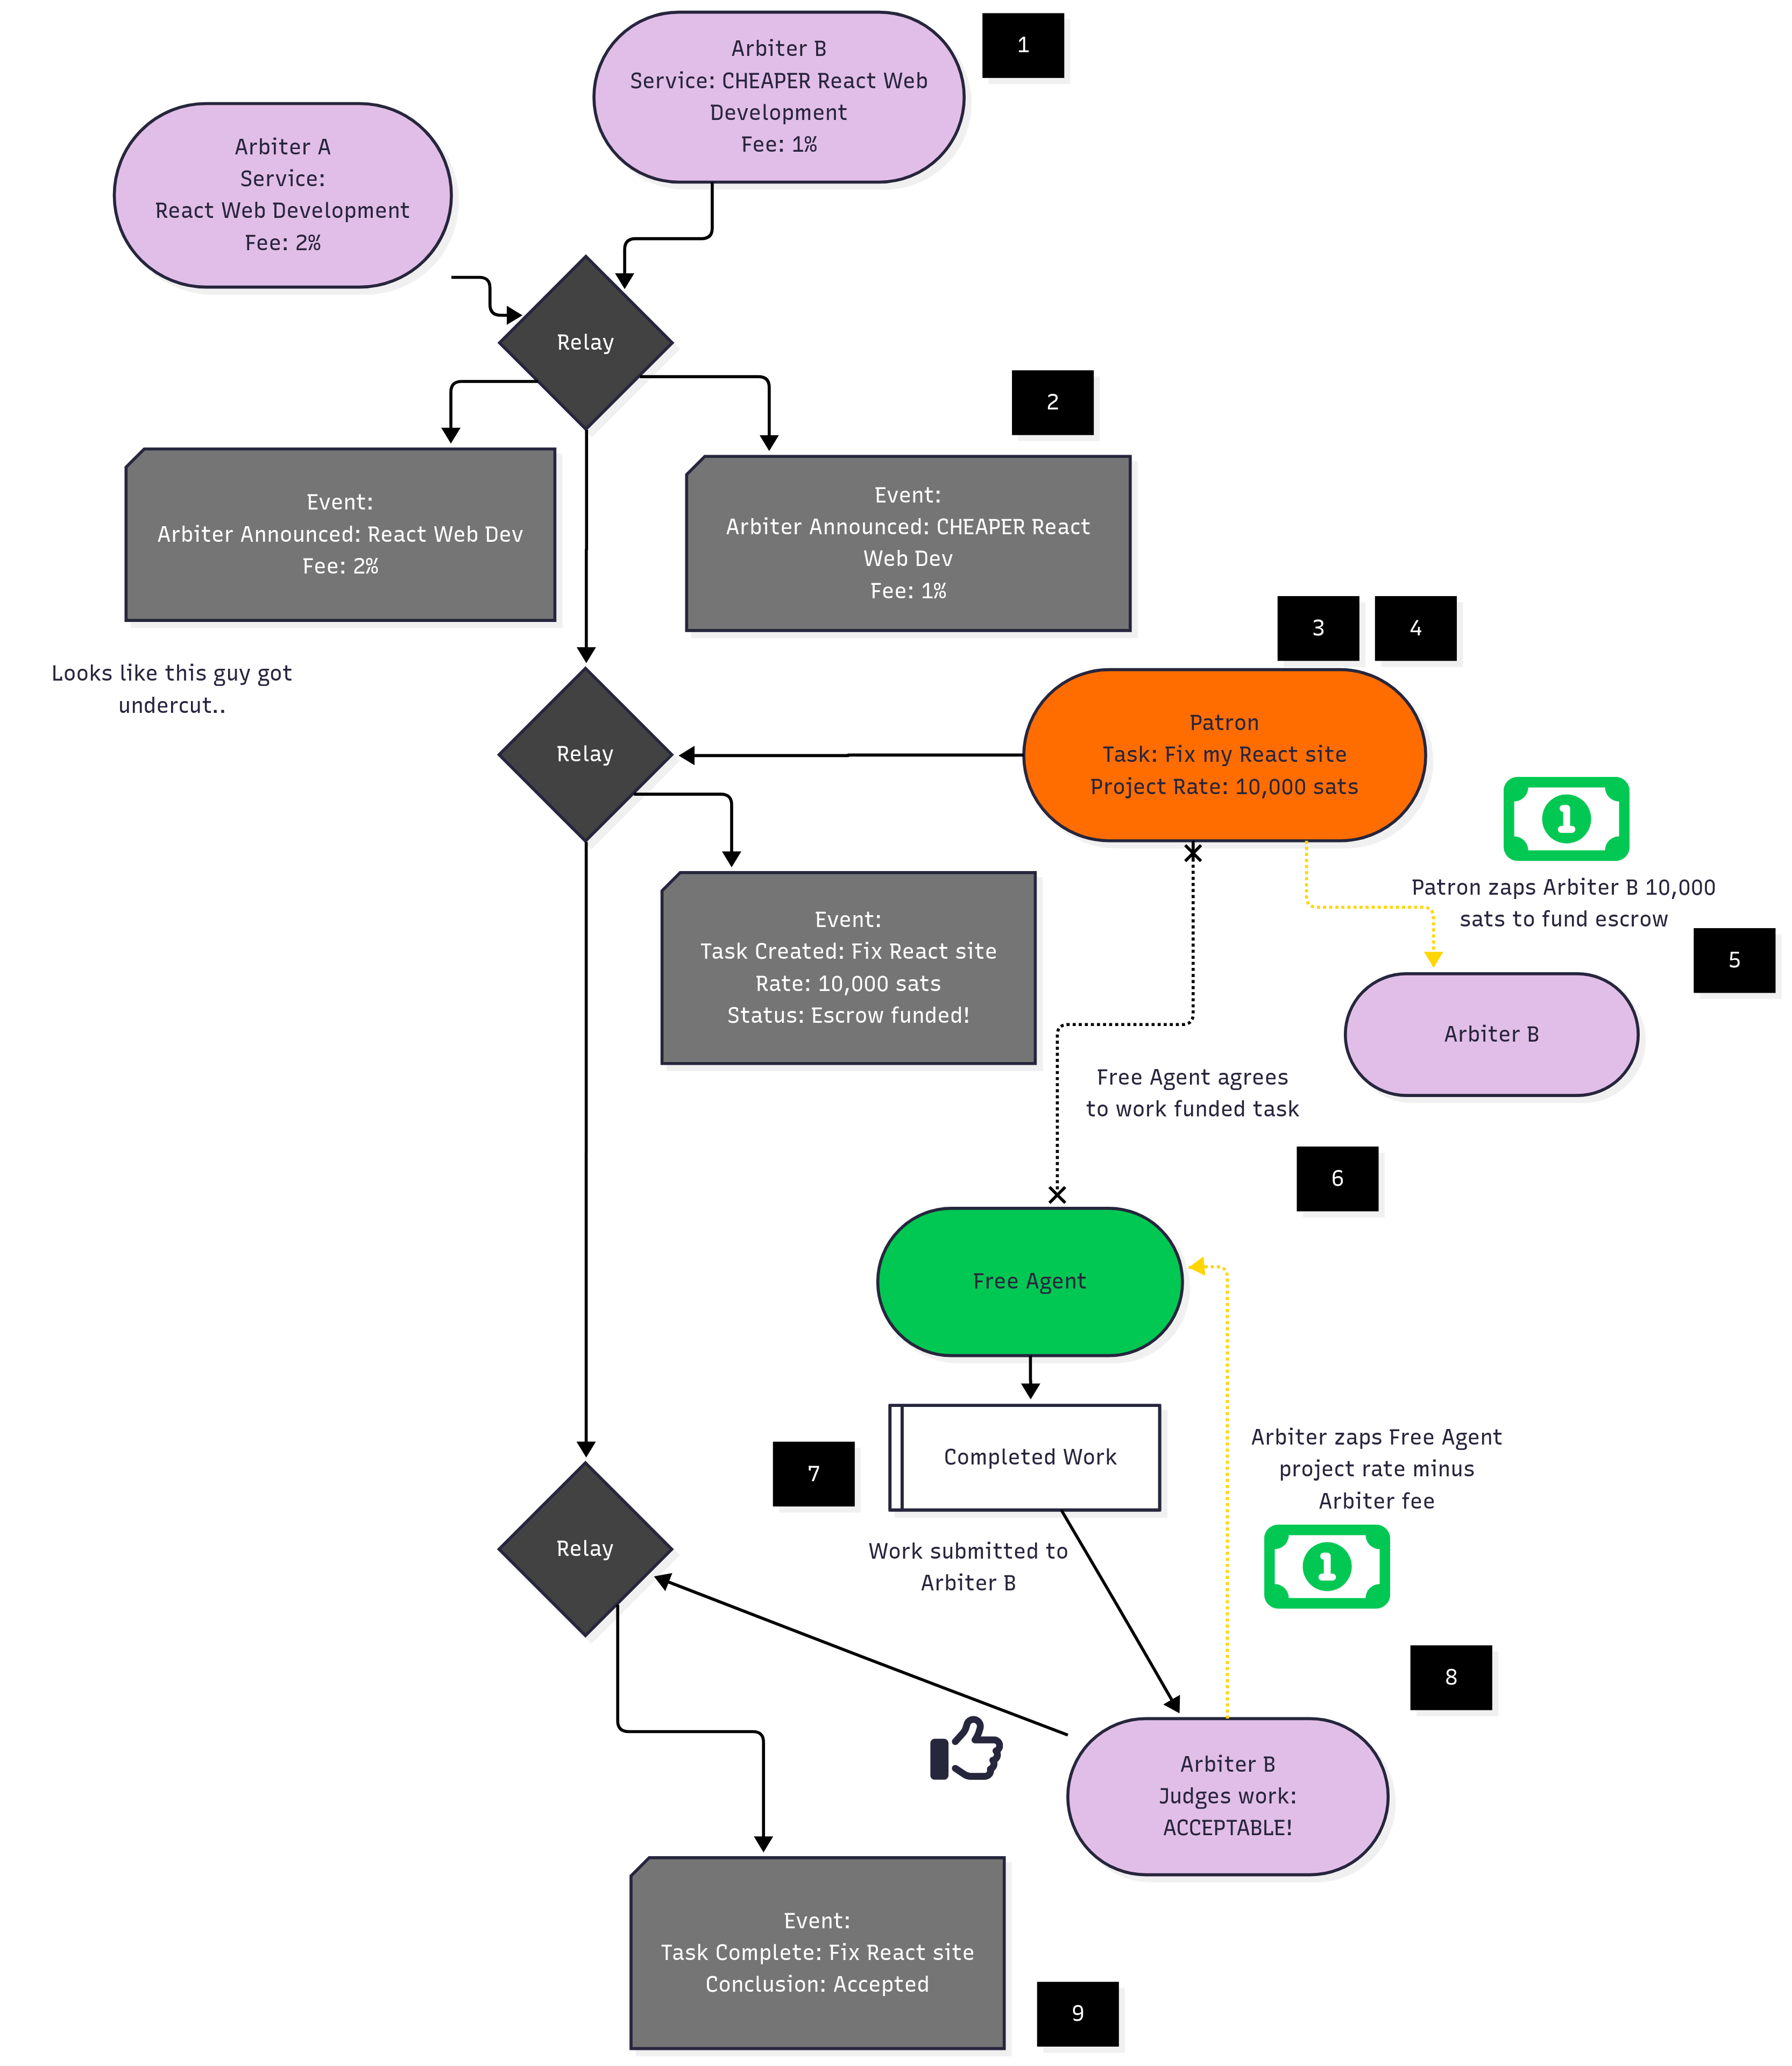 Arbiter B
Service: CHEAPER React Web
Development
Fee: 1%
1
Arbiter A
Service:
React Web Development
Fee: 2%
Relay
2
Event:
Arbiter Announced: React Web Dev
Fee: 2%
Event:
Arbiter Announced: CHEAPER React
Web Dev
Fee: 1%
Looks like this guy got
undercut..
3
4
Relay
Patron
Task: Fix my React site
Project Rate: 10,000 sats
1
Patron zaps Arbiter B 10,000
sats to fund escrow
5
Event:
Task Created: Fix React site
Rate: 10,000 sats
Status: Escrow funded!
Arbiter B
Free Agent agrees
to work funded task
6
Free Agent
Completed Work
7
Arbiter zaps Free Agent
project rate minus
Arbiter fee
1
Relay
Work submitted to
Arbiter B
8
Arbiter B
Judges work:
ACCEPTABLE!
Event:
Task Complete: Fix React site
Conclusion: Accepted
9